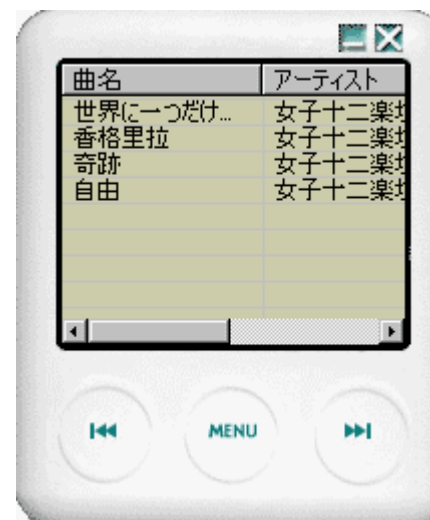 曲名 アーティスト
世界に一つだけ... 女子十二楽坊
香格里拉 女子十二楽坊
奇跡 女子十二楽坊
自由 女子十二楽坊
MENU